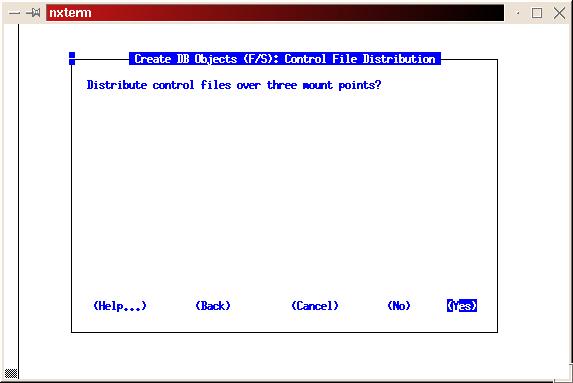 nxterm
Create DB Objects (F/S): Control File Distribution
Distribute control files over three mount points?
(Help...) (Back) (Cancel) (No) (Yes)